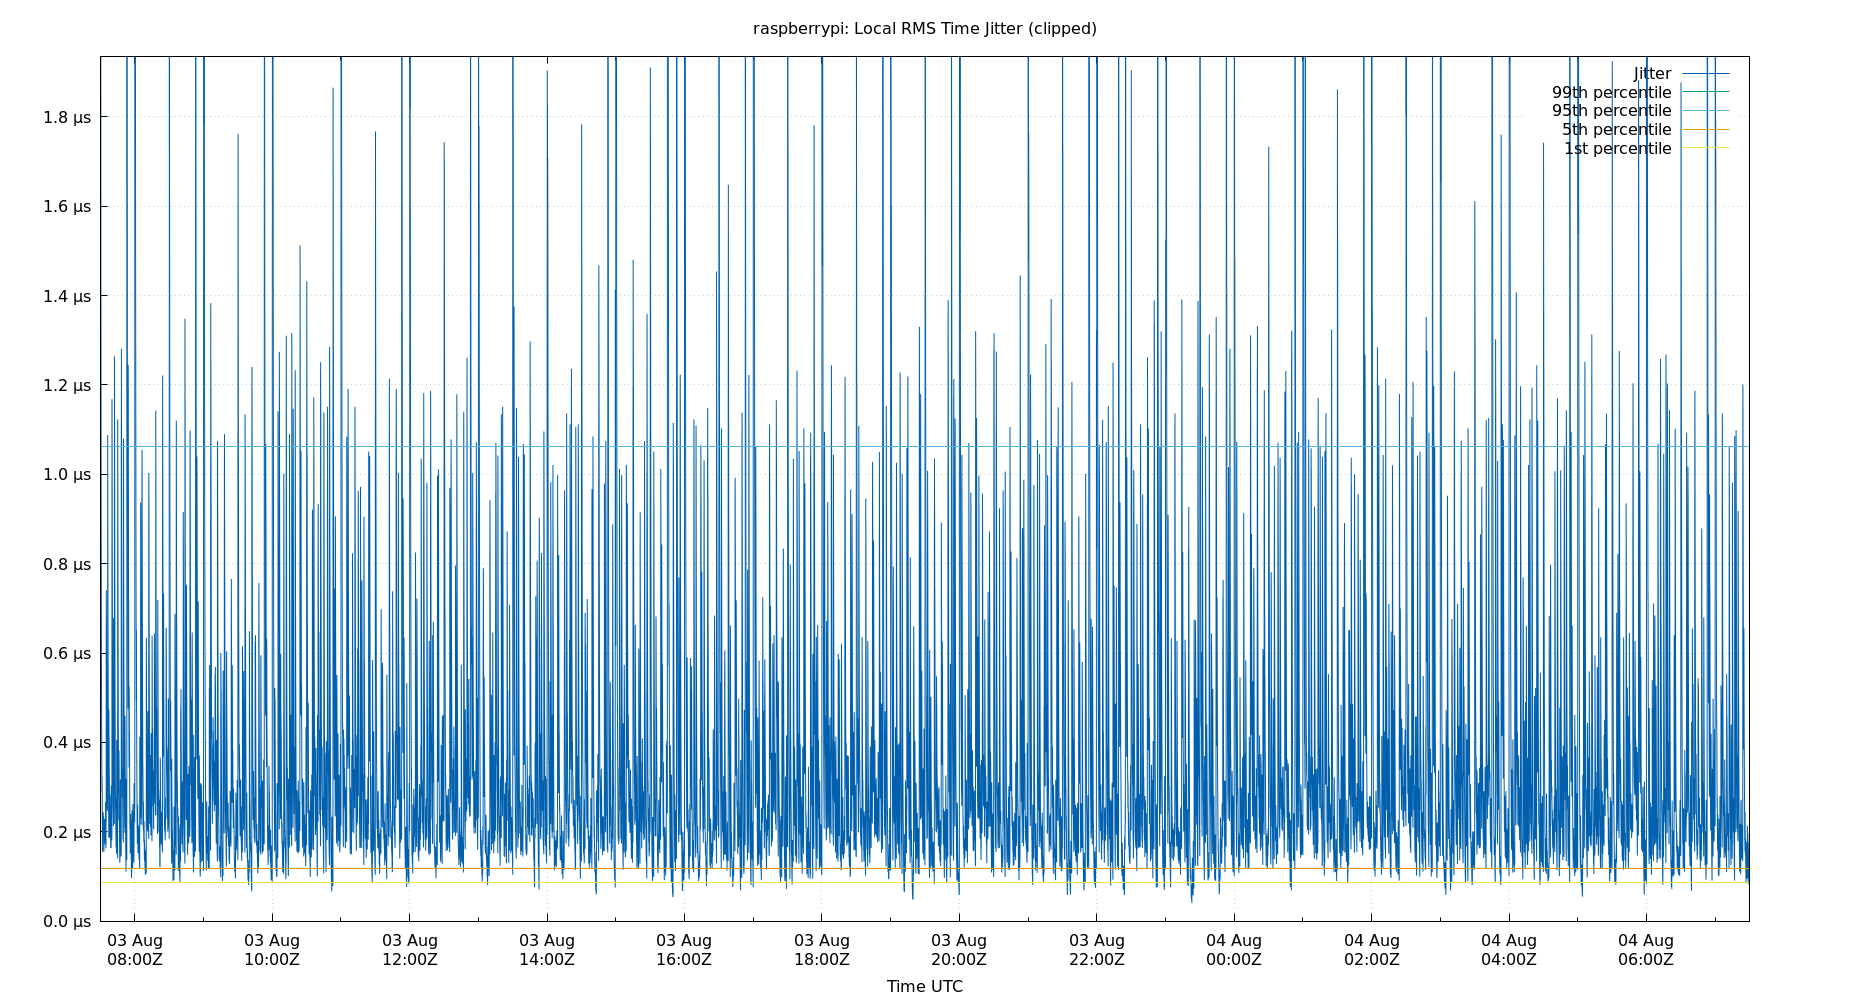 raspberrypi: Local RMS Time Jitter (clipped)
Jitter
99th percentile
95th percentile
5th percentile
1st percentile
1.8 µs
1.6 µs
1.4 µs
1.2 µs
1.0 µs
0.8 µs
0.6 µs
0.4 µs
0.2 µs
0.0 µs
03 Aug 03 Aug 03 Aug 03 Aug 03 Aug 03 Aug 03 Aug 03 Aug 04 Aug 04 Aug 04 Aug 04 Aug
08:00Z 10:00Z 12:00Z 14:00Z 16:00Z 18:00Z 20:00Z 22:00Z 00:00Z 02:00Z 04:00Z 06:00Z
Time UTC